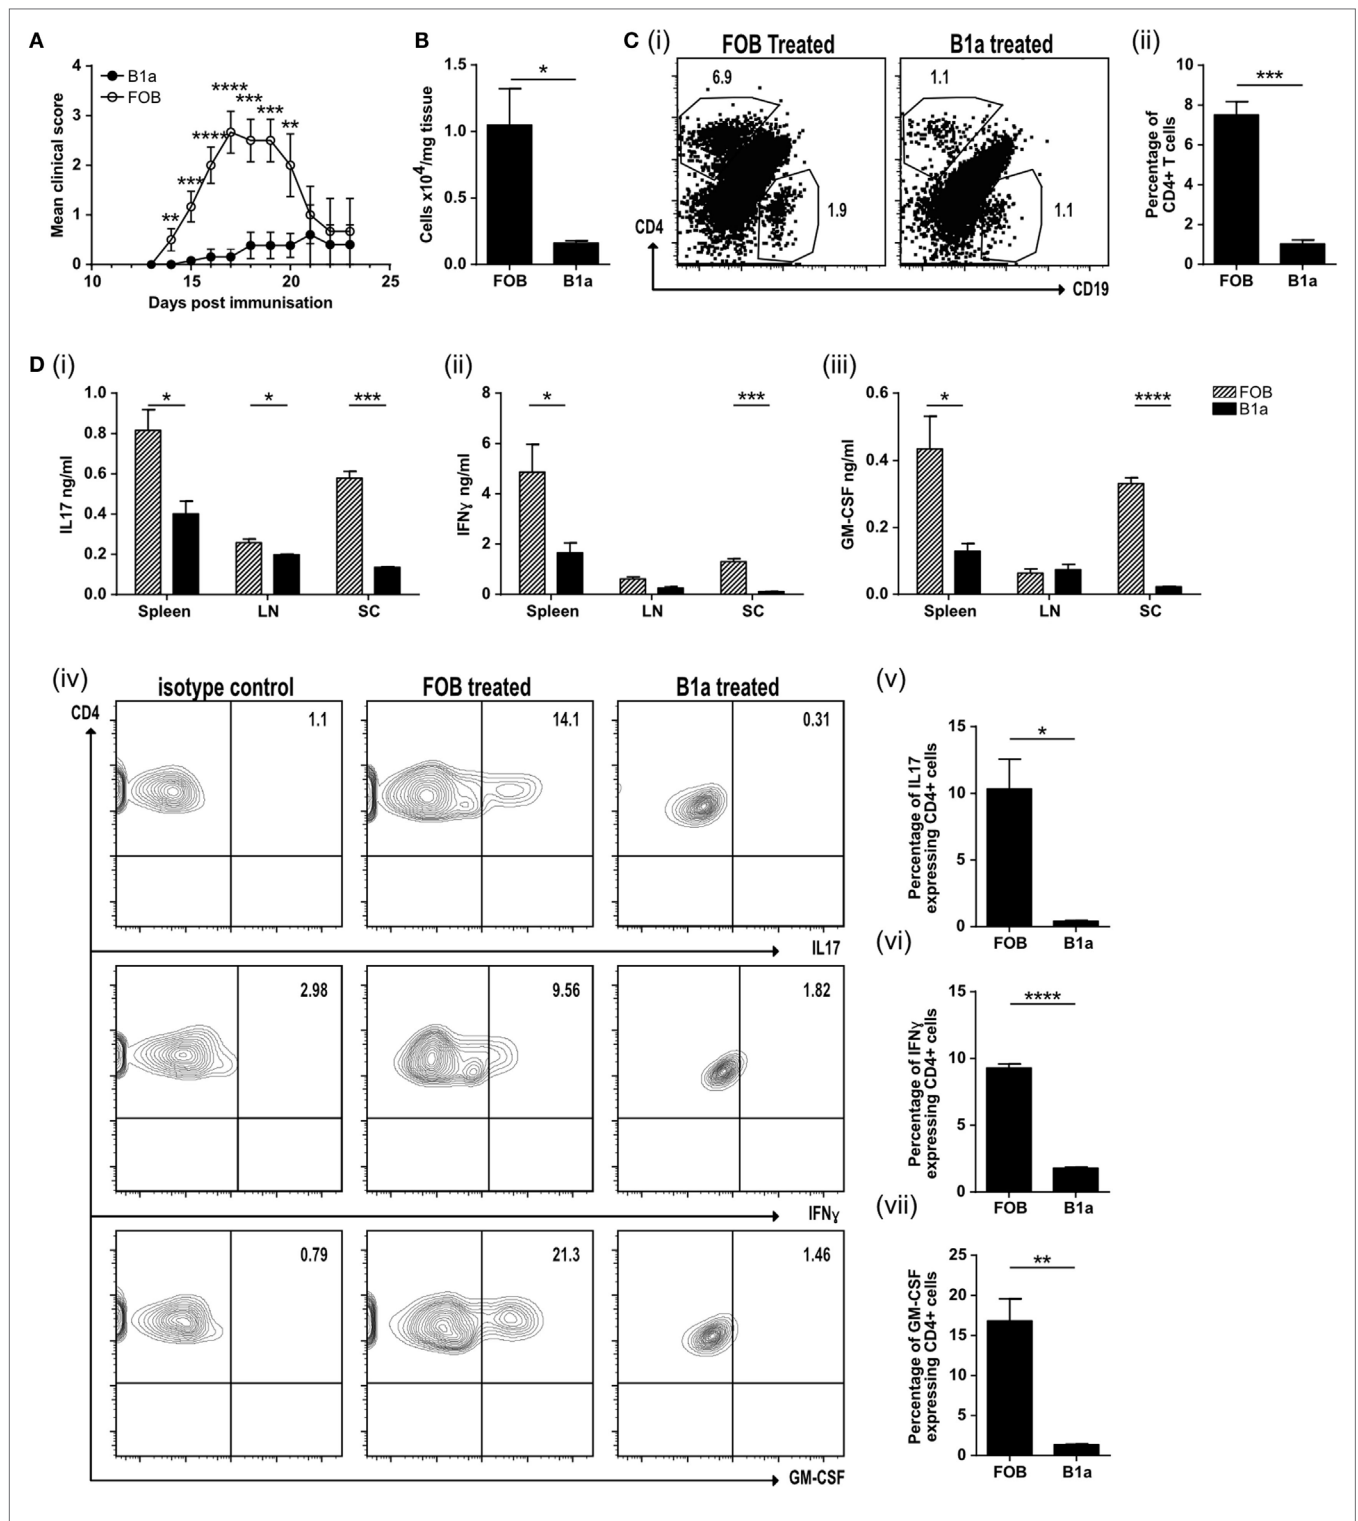 A
Mean clinical score
4
3
2
1
0
B1a
FOB
**
***
****
****
***
***
**
10
15
20
25
Days post immunisation
B
Cells x10⁴/mg tissue
1.5
1.0
0.5
0.0
*
FOB
B1a
C (i)
FOB Treated
B1a treated
6.9
1.9
1.1
1.1
CD4
CD19
(ii)
Percentage of
CD4+ T cells
10
8
6
4
2
0
***
FOB
B1a
D (i)
IL17 ng/ml
1.0
0.8
0.6
0.4
0.2
0.0
*
*
***
Spleen
LN
SC
(ii)
IFNɣ ng/ml
8
6
4
2
0
*
***
Spleen
LN
SC
(iii)
GM-CSF ng/ml
0.6
0.4
0.2
0.0
*
****
Spleen
LN
SC
FOB
B1a
(iv)
isotype control
FOB treated
B1a treated
CD4
1.1
14.1
0.31
IL17
2.98
9.56
1.82
IFNɣ
0.79
21.3
1.46
GM-CSF
(v)
Percentage of IL17
expressing CD4+ cells
15
10
5
0
*
FOB
B1a
(vi)
Percentage of IFNɣ
expressing CD4+ cells
15
10
5
0
****
FOB
B1a
(vii)
Percentage of GM-CSF
expressing CD4+ cells
25
20
15
10
5
0
**
FOB
B1a